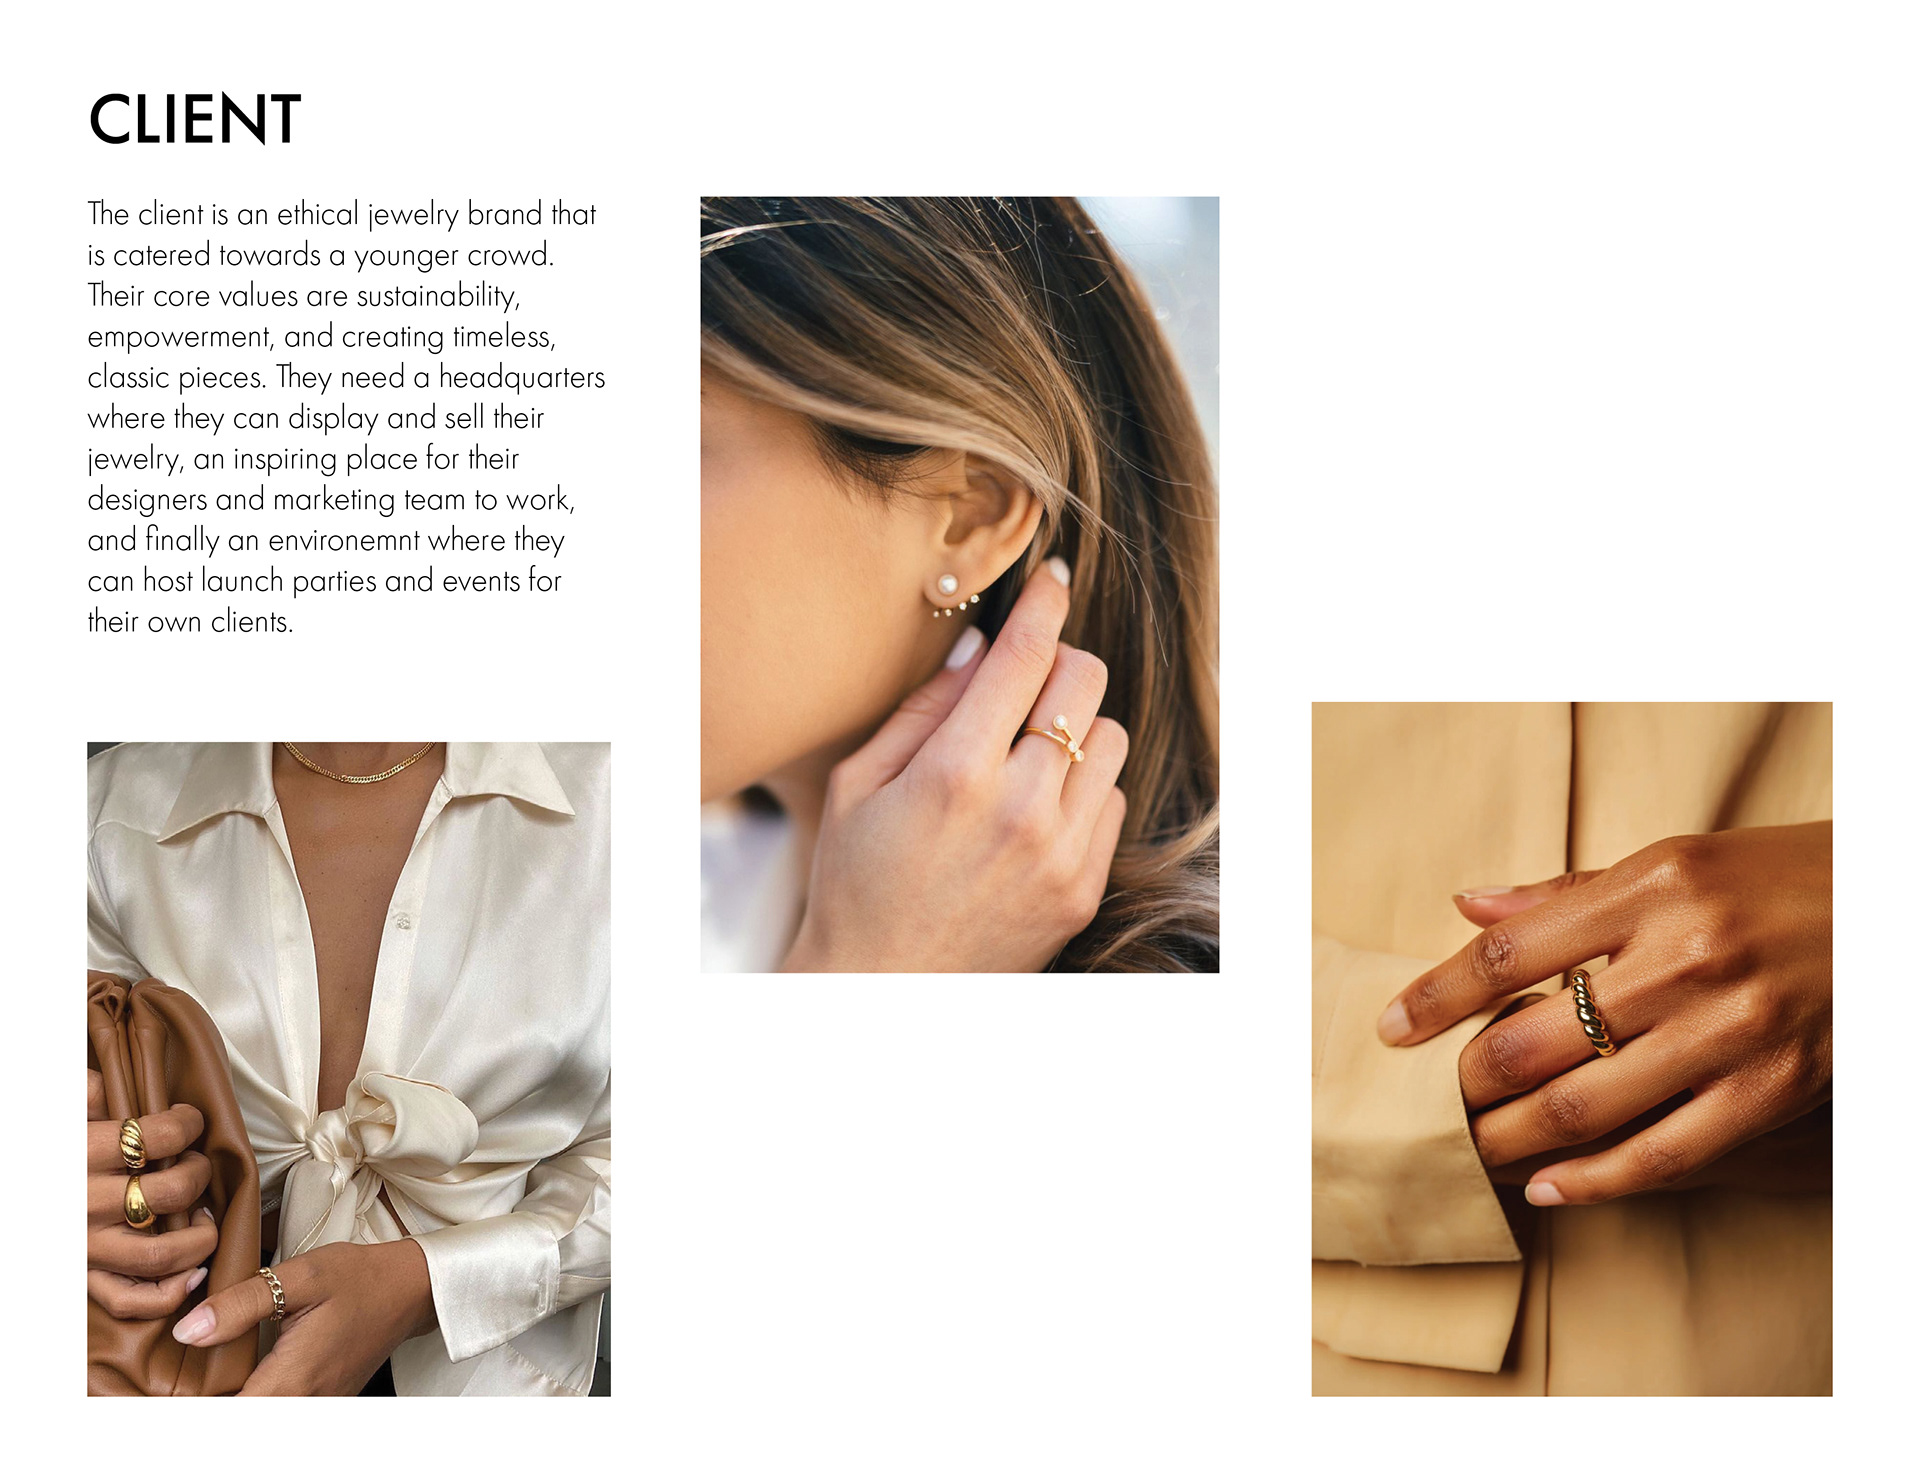 CLIENT
The client is an ethical jewelry brand that
is catered towards a younger crowd.
Their core values are sustainability,
empowerment, and creating timeless,
classic pieces. They need a headquarters
where they can display and sell their
jewelry, an inspiring place for their
designers and marketing team to work,
and finally an environemnt where they
can host launch parties and events for
their own clients.